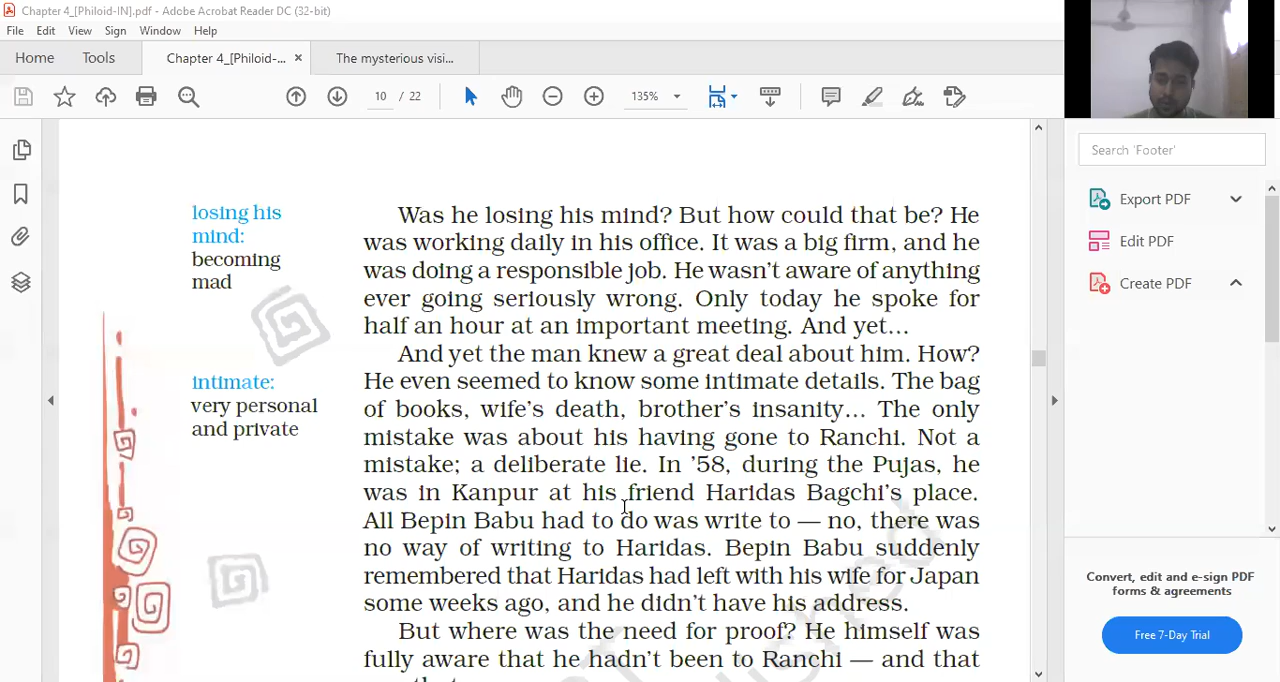 Chapter 4_[Philoid-IN].pdf - Adobe Acrobat Reader DC (32-bit)
File Edit View Sign Window Help
Home Tools Chapter 4_[Philoid-... × The mysterious visi...
10 / 22 135%
Search 'Footer'
Export PDF
Edit PDF
Create PDF
Convert, edit and e-sign PDF
forms & agreements
Free 7-Day Trial
losing his
mind:
becoming
mad
intimate:
very personal
and private
Was he losing his mind? But how could that be? He
was working daily in his office. It was a big firm, and he
was doing a responsible job. He wasn't aware of anything
ever going seriously wrong. Only today he spoke for
half an hour at an important meeting. And yet...
And yet the man knew a great deal about him. How?
He even seemed to know some intimate details. The bag
of books, wife's death, brother's insanity... The only
mistake was about his having gone to Ranchi. Not a
mistake; a deliberate lie. In '58, during the Pujas, he
was in Kanpur at his friend Haridas Bagchi's place.
All Bepin Babu had to do was write to — no, there was
no way of writing to Haridas. Bepin Babu suddenly
remembered that Haridas had left with his wife for Japan
some weeks ago, and he didn't have his address.
But where was the need for proof? He himself was
fully aware that he hadn't been to Ranchi — and that